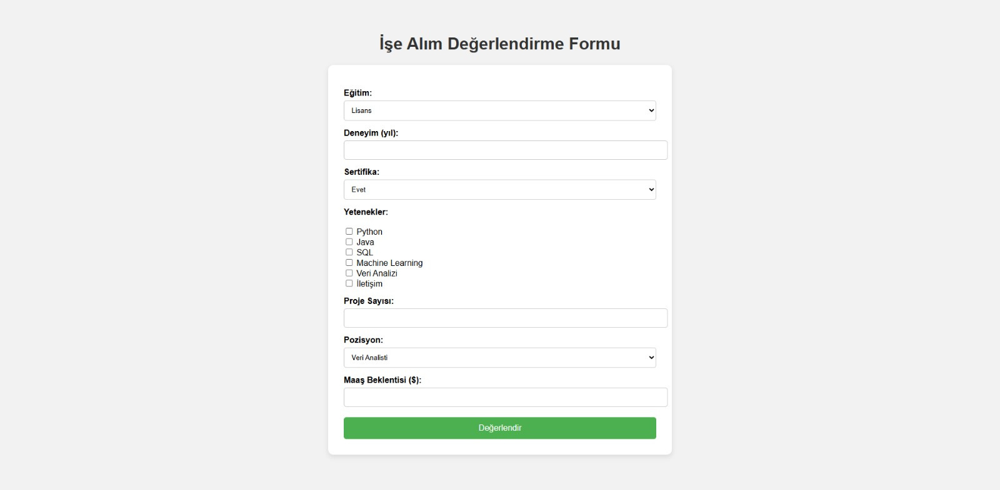 İşe Alım Değerlendirme Formu
Eğitim:
Lisans
Deneyim (yıl):
Sertifika:
Evet
Yetenekler:
Python
Java
SQL
Machine Learning
Veri Analizi
İletişim
Proje Sayısı:
Pozisyon:
Veri Analisti
Maaş Beklentisi ($):
Değerlendir